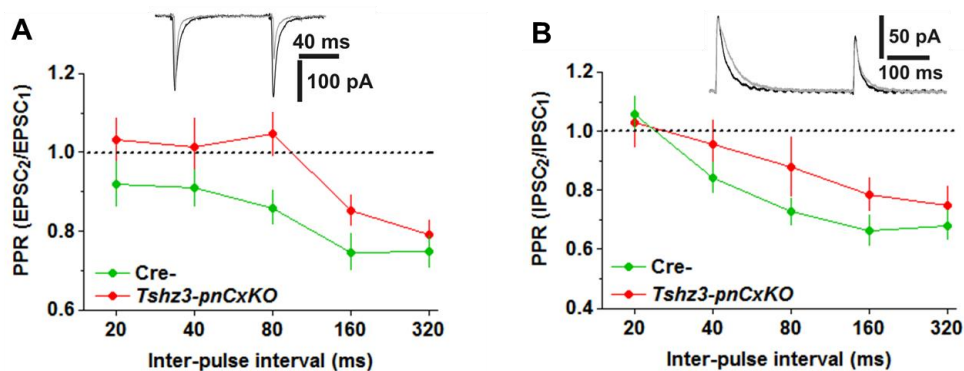 A
40 ms
100 pA
1.2
1.0
0.8
0.6
PPR (EPSC2/EPSC1)
Cre-
Tshz3-pnCxKO
20 40 80 160 320
Inter-pulse interval (ms)
B
50 pA
100 ms
1.2
1.0
0.8
0.6
0.4
PPR (IPSC2/IPSC1)
Cre-
Tshz3-pnCxKO
20 40 80 160 320
Inter-pulse interval (ms)